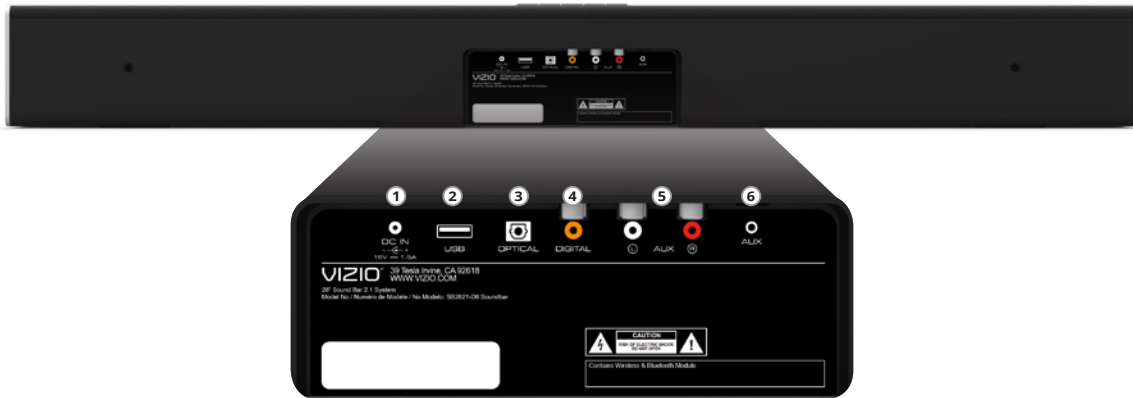 1 2 3 4 5 6
DC IN USB OPTICAL DIGITAL L AUX R AUX
VIZIO 39 Tesla Irvine, CA 92618
WWW.VIZIO.COM
28" Sound Bar 2.1 System
Model No./ Numéro de Modèle / No Modelo: SB2821-D6 Soundbar
CAUTION
RISK OF ELECTRIC SHOCK
DO NOT OPEN
Contains Wireless & Bluetooth Module